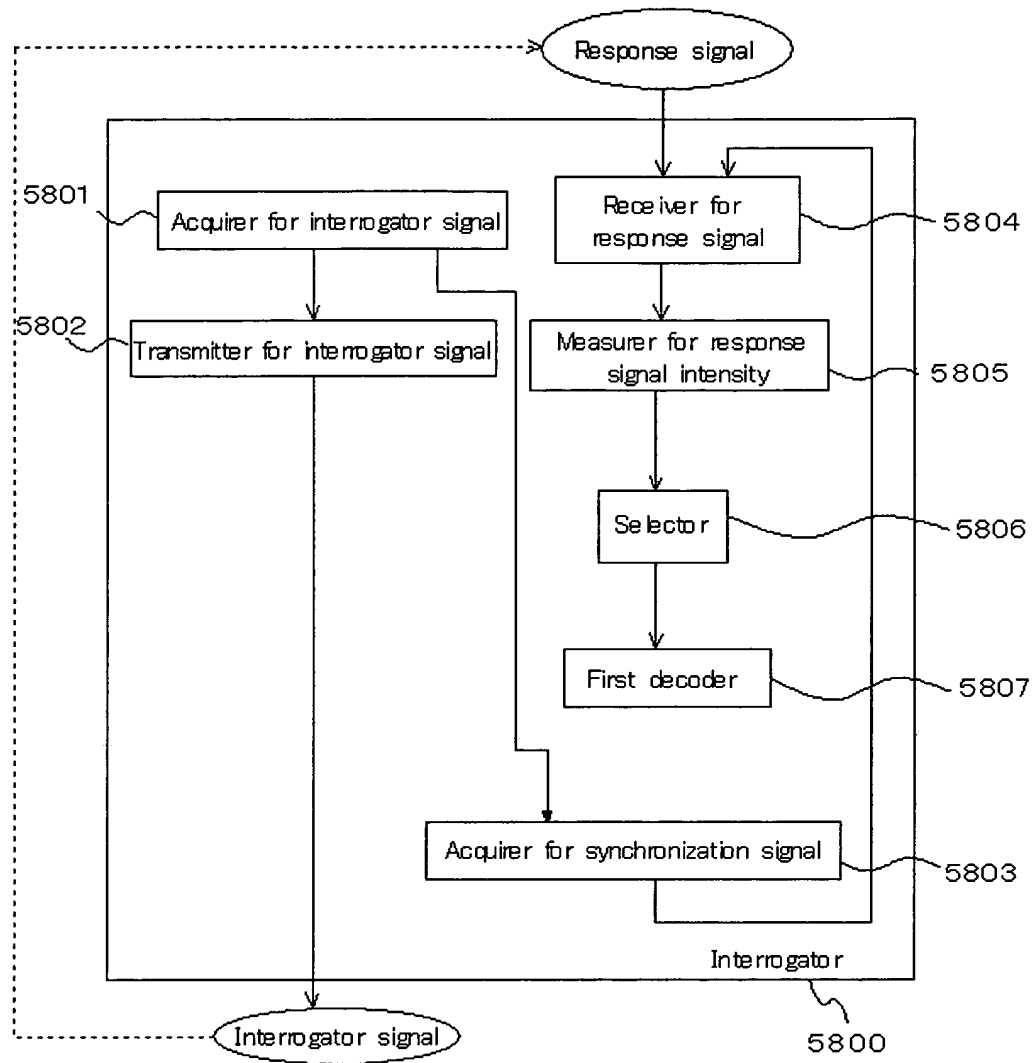 Response signal
5801
Acquirer for interrogator signal
Receiver for
response signal
5804
5802
Transmitter for interrogator signal
Measurer for response
signal intensity
5805
Selector
5806
First decoder
5807
Acquirer for synchronization signal
5803
Interrogator
Interrogator signal
5800